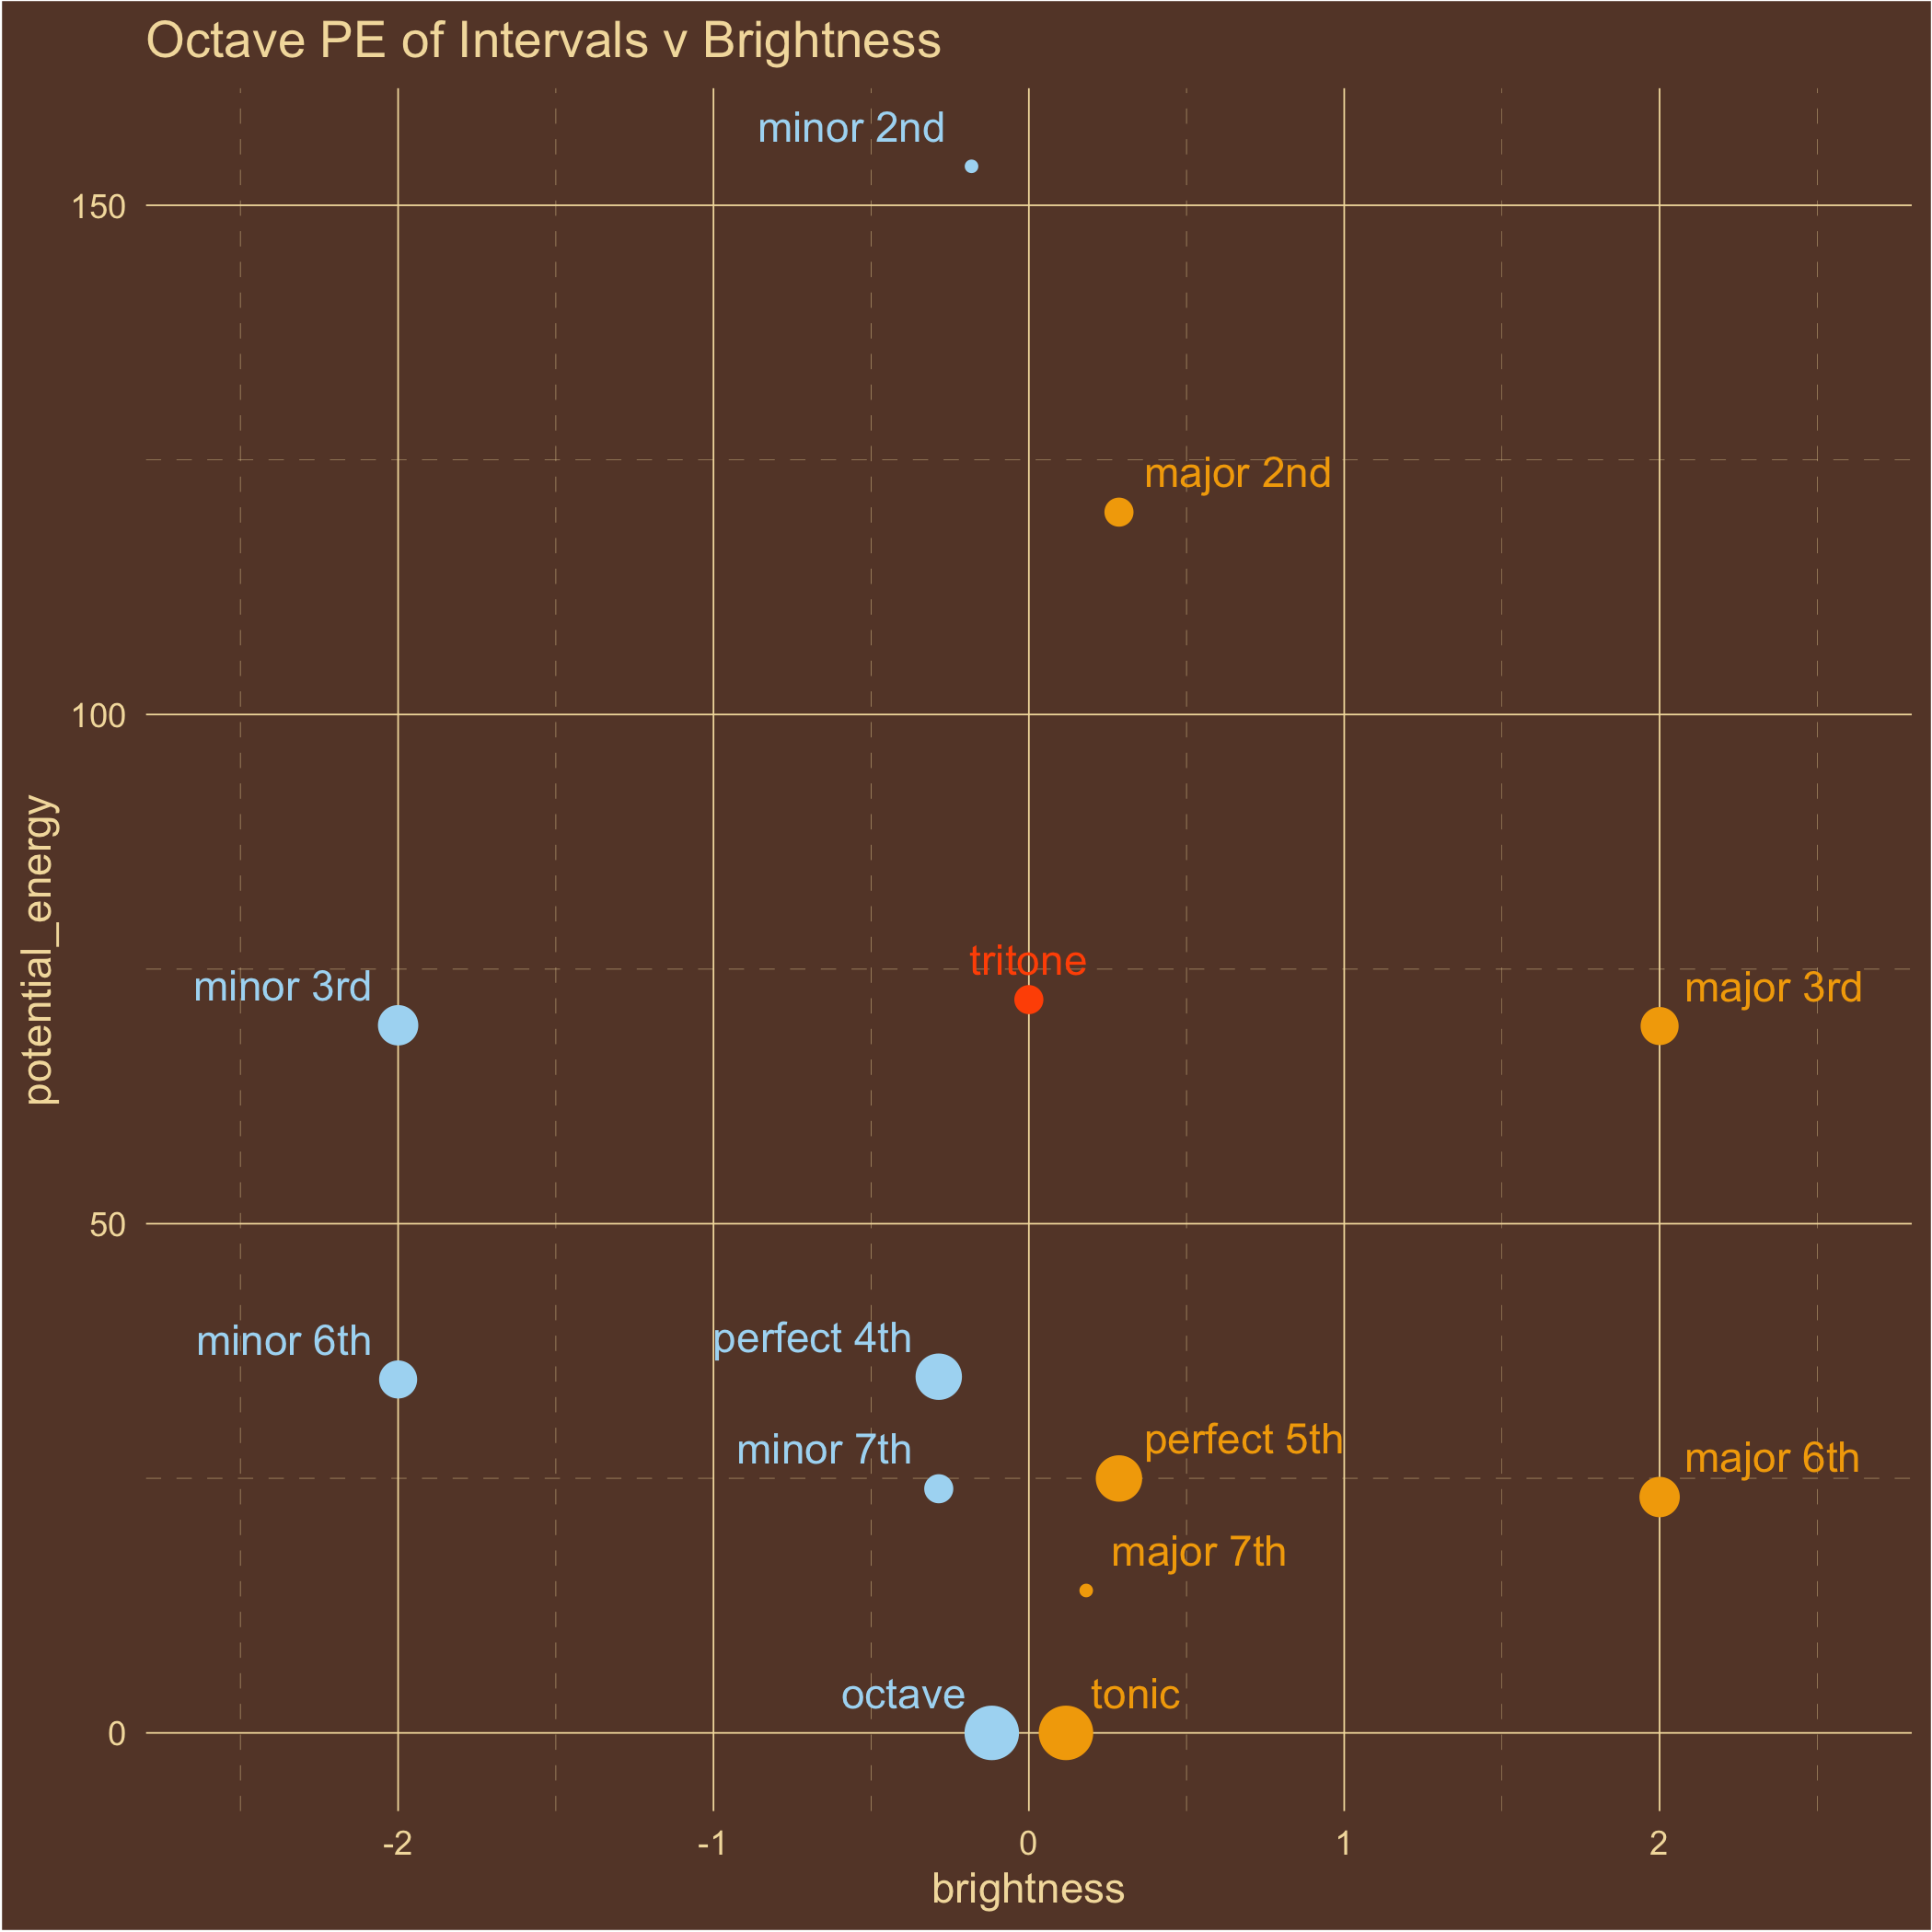 Octave PE of Intervals v Brightness
minor 2nd
150
major 2nd
100
potential_energy
tritone
minor 3rd
major 3rd
50
minor 6th
perfect 4th
perfect 5th
minor 7th
major 6th
major 7th
octave
tonic
0
-2
-1
0
1
2
brightness